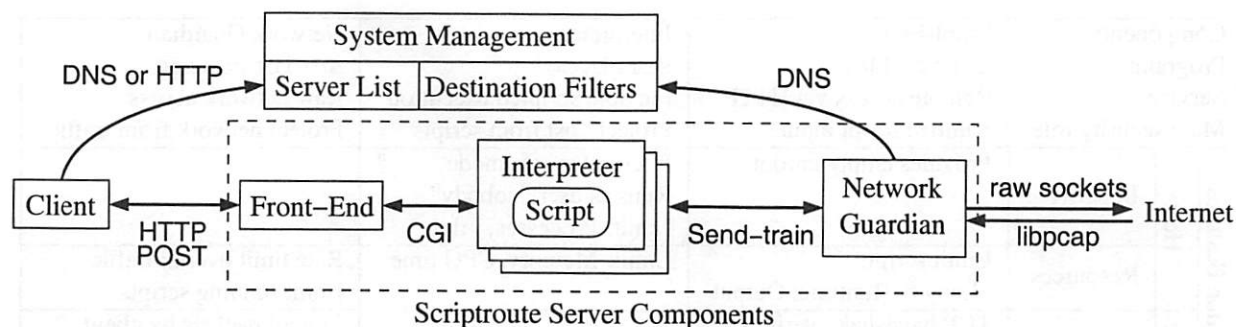 System Management
DNS or HTTP
DNS
Server List
Destination Filters
Client
HTTP
POST
Front–End
CGI
Interpreter
Script
Send–train
Network
Guardian
raw sockets
libpcap
Internet
Scriptroute Server Components